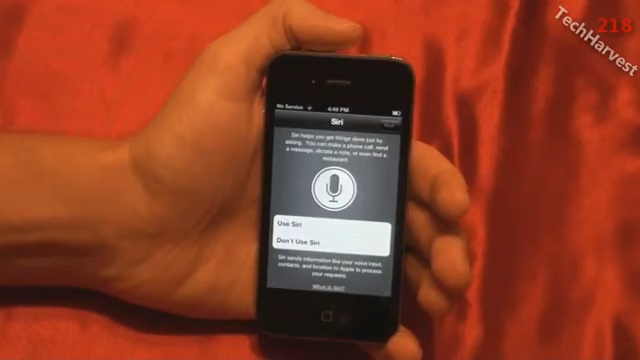 218
TechHarvest
No Service
4:49 PM
Siri
Siri helps you get things done just by
asking. You can make a phone call, send
a message, dictate a note, or even find a
restaurant.
Use Siri
Don't Use Siri
Siri sends information like your voice input,
contacts, and location to Apple to process
your requests.
What is Siri?